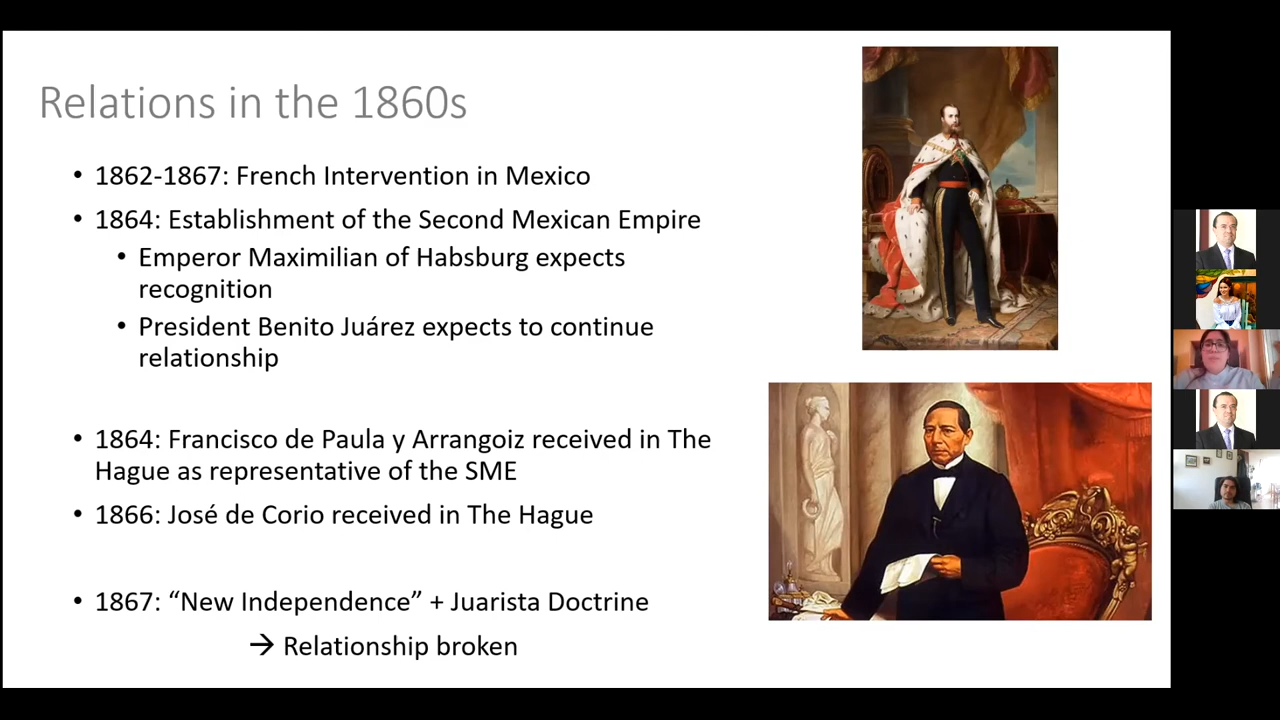 Relations in the 1860s
• 1862-1867: French Intervention in Mexico
• 1864: Establishment of the Second Mexican Empire
• Emperor Maximilian of Habsburg expects
recognition
• President Benito Juárez expects to continue
relationship
• 1864: Francisco de Paula y Arrangoiz received in The
Hague as representative of the SME
• 1866: José de Corio received in The Hague
• 1867: “New Independence” + Juarista Doctrine
→ Relationship broken